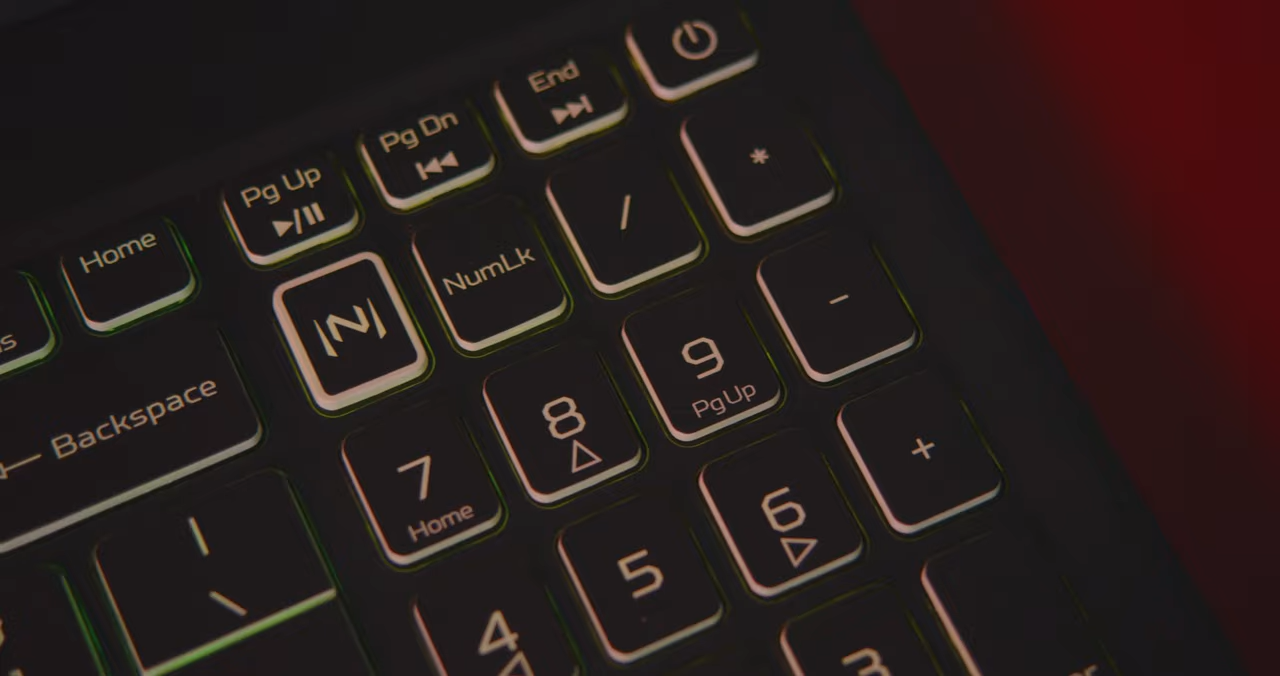 End
Pg Dn
Pg Up
Home
*
/
NumLk
N
-
9
PgUp
8
7
Home
← Backspace
+
6
5
4
3
|
\